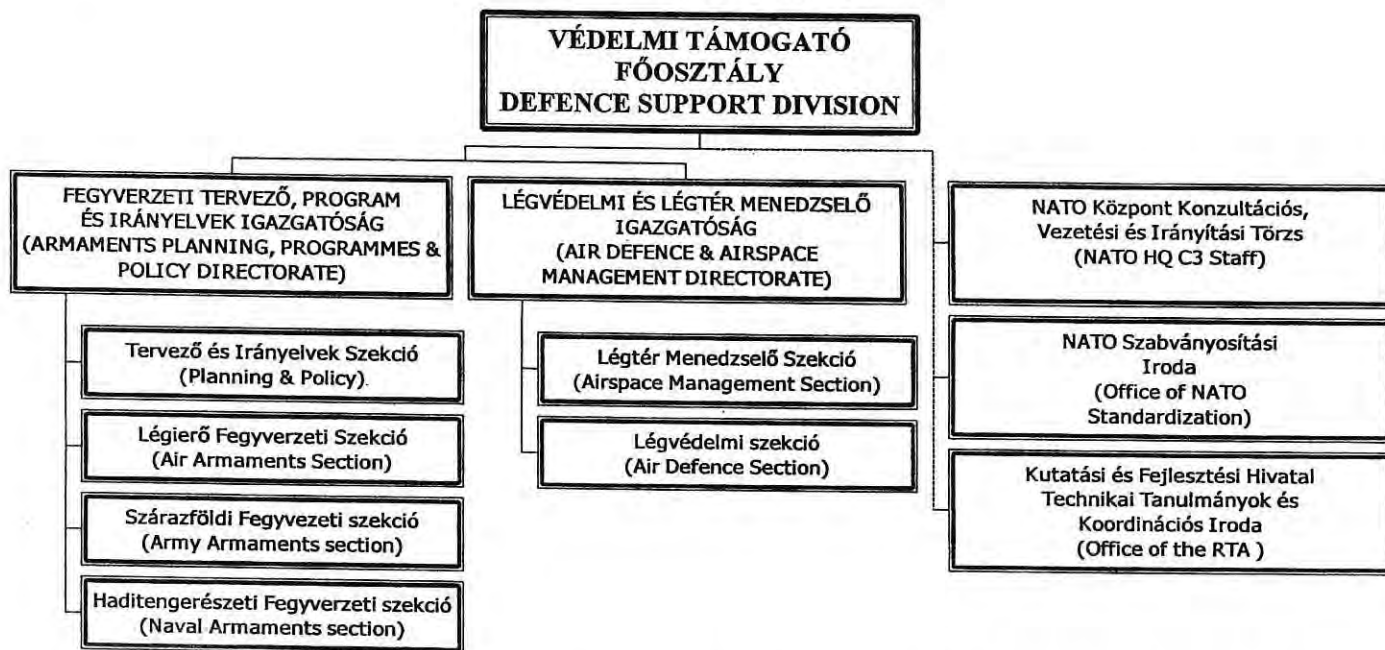 VÉDELMI TÁMOGATÓ
FŐOSZTÁLY
DEFENCE SUPPORT DIVISION
FEGYVERZETI TERVEZŐ, PROGRAM
ÉS IRÁNYELVEK IGAZGATÓSÁG
(ARMAMENTS PLANNING, PROGRAMMES &
POLICY DIRECTORATE)
Tervező és Irányelvek Szekció
(Planning & Policy)
Légierő Fegyverzeti Szekció
(Air Armaments Section)
Szárazföldi Fegyvezeti szekció
(Army Armaments section)
Haditengerészeti Fegyverzeti szekció
(Naval Armaments section)
LÉGVÉDELMI ÉS LÉGTÉR MENEDZSELŐ
IGAZGATÓSÁG
(AIR DEFENCE & AIRSPACE
MANAGEMENT DIRECTORATE)
Légtér Menedzselő Szekció
(Airspace Management Section)
Légvédelmi szekció
(Air Defence Section)
NATO Központ Konzultációs,
Vezetési és Irányítási Törzs
(NATO HQ C3 Staff)
NATO Szabványosítási
Iroda
(Office of NATO
Standardization)
Kutatási és Fejlesztési Hivatal
Technikai Tanulmányok és
Koordinációs Iroda
(Office of the RTA )